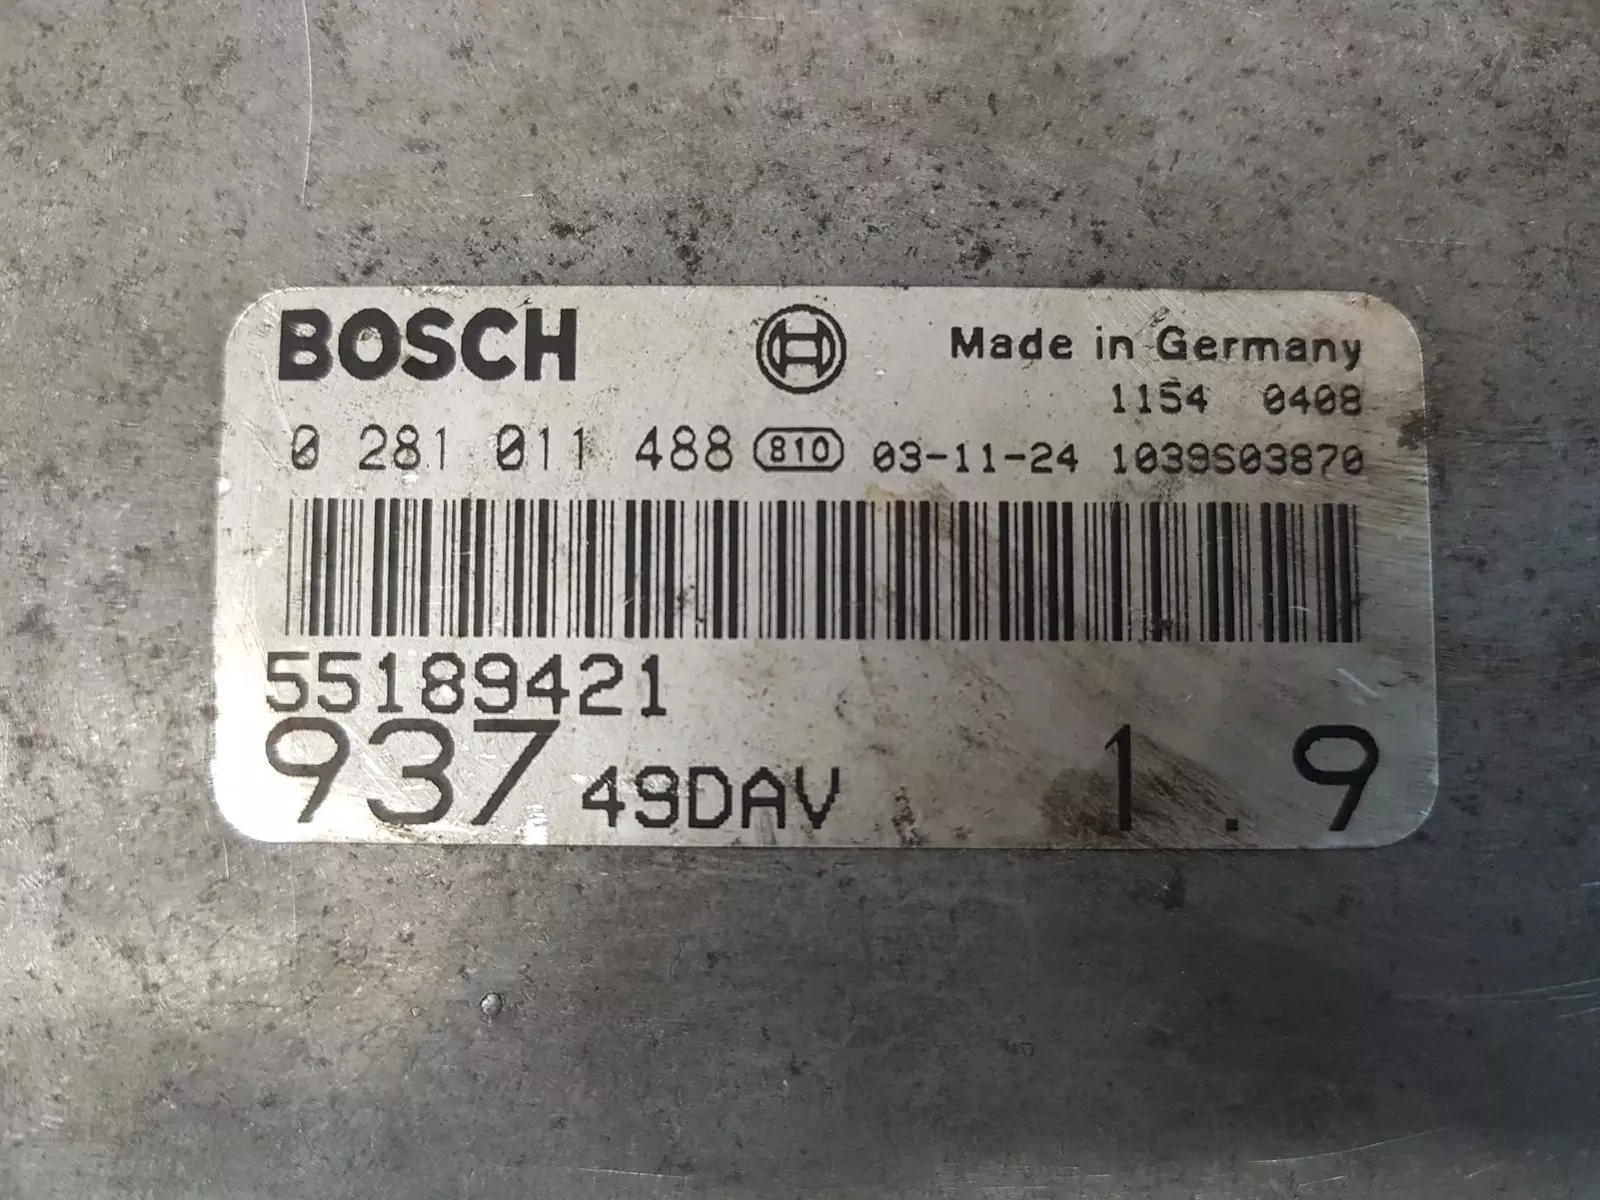 BOSCH Made in Germany
1154 0408
0 281 011 488 810 03-11-24 1039S03870
55189421
937 49DAV 1.9